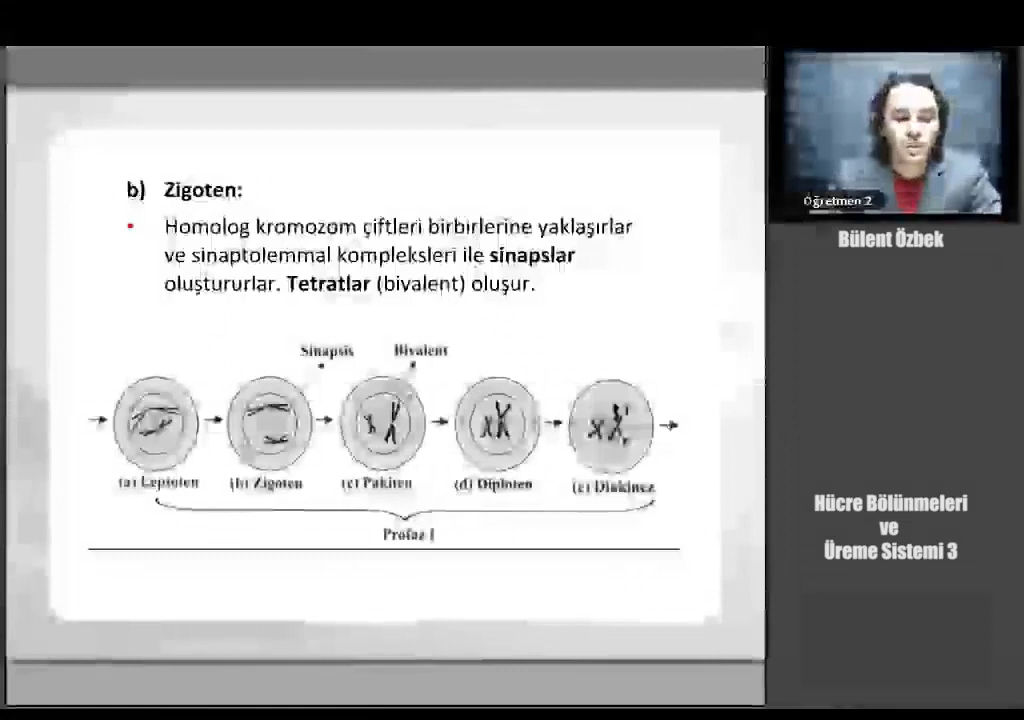 b) Zigoten:
• Homolog kromozom çiftleri birbirlerine yaklaşırlar
ve sinaptolemmal kompleksleri ile sinapslar
oluştururlar. Tetratlar (bivalent) oluşur.
Sinapsis
Bivalent
(a) Leptoten
(b) Zigoten
(c) Pakiten
(d) Diploten
(e) Diakinez
Profaz I
Öğretmen 2
Bülent Özbek
Hücre Bölünmeleri
ve
Üreme Sistemi 3